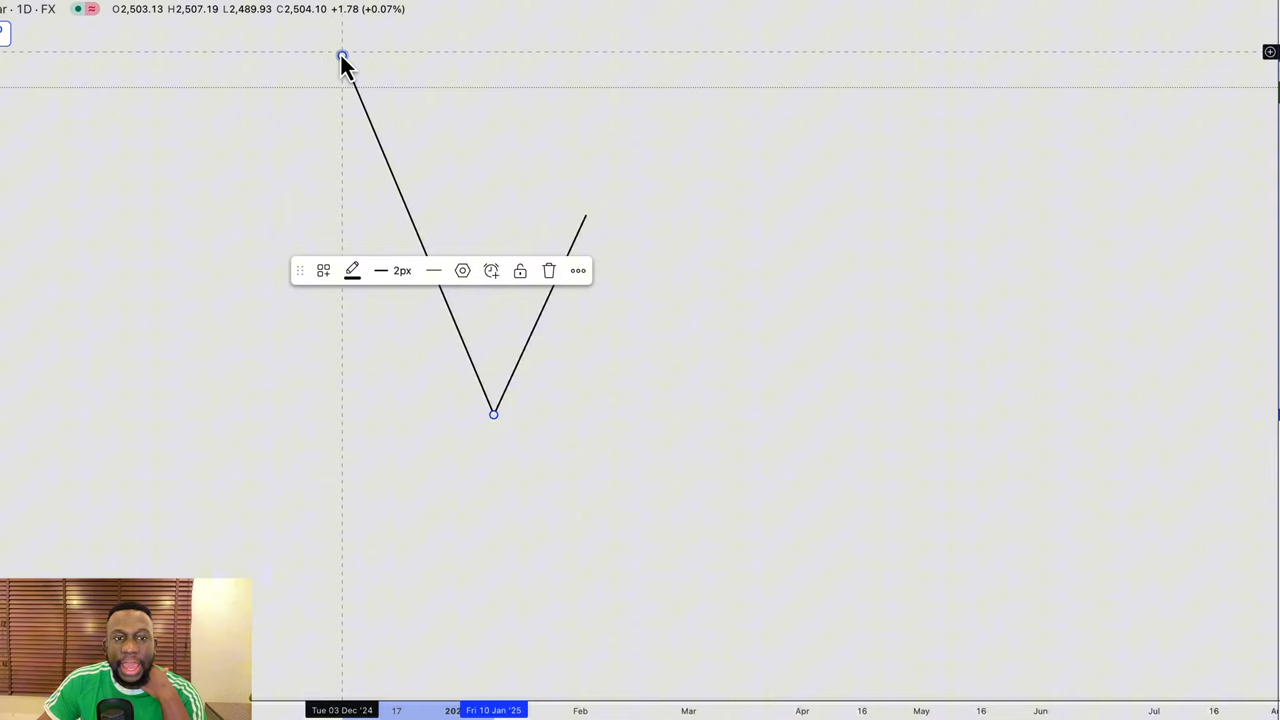 ar · 1D · FX O2,503.13 H2,507.19 L2,489.93 C2,504.10 +1.78 (+0.07%)
2px
Tue 03 Dec '24 17 202 Fri 10 Jan '25 Feb Mar Apr 16 May 16 Jun Jul 16 A